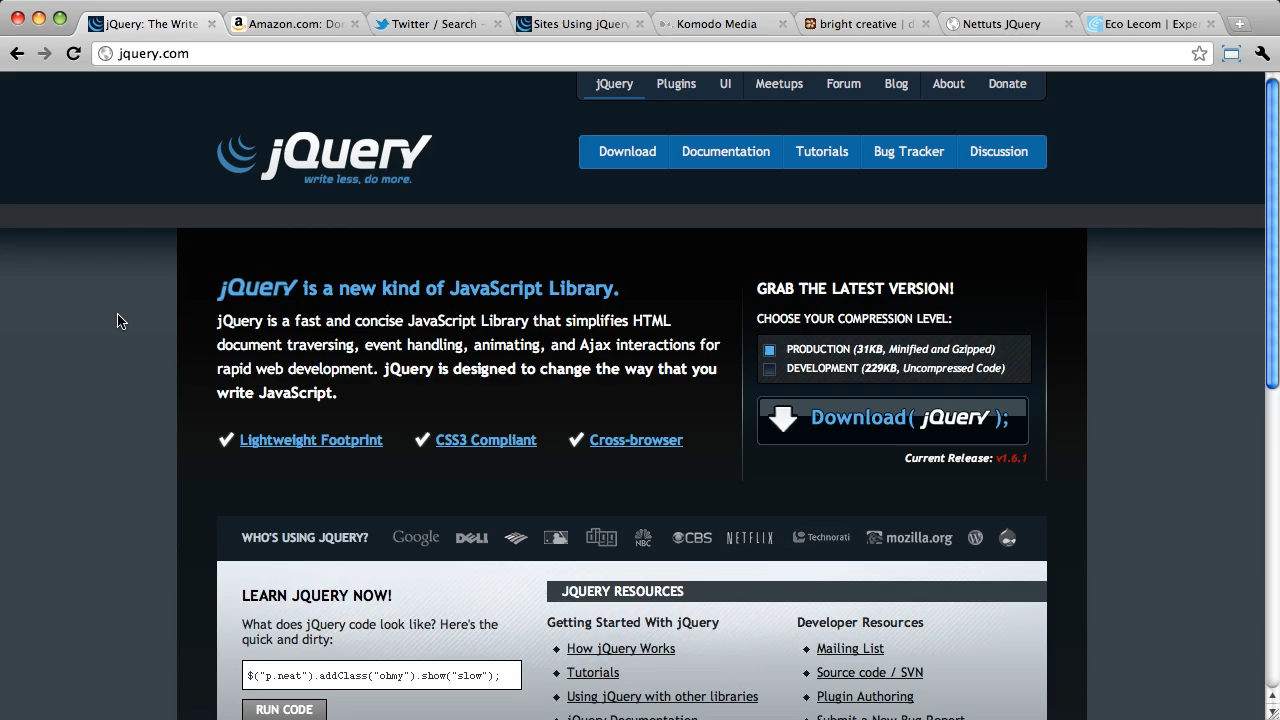 jQuery: The Write
Amazon.com: Don
Twitter / Search -
Sites Using jQuery
Komodo Media
bright creative | d
Nettuts JQuery
Eco Lecom | Exper
jquery.com
jQuery Plugins UI Meetups Forum Blog About Donate
jQuery
write less, do more.
Download Documentation Tutorials Bug Tracker Discussion
jQuery is a new kind of JavaScript Library.
jQuery is a fast and concise JavaScript Library that simplifies HTML
document traversing, event handling, animating, and Ajax interactions for
rapid web development. jQuery is designed to change the way that you
write JavaScript.
Lightweight Footprint CSS3 Compliant Cross-browser
GRAB THE LATEST VERSION!
CHOOSE YOUR COMPRESSION LEVEL:
PRODUCTION (31KB, Minified and Gzipped)
DEVELOPMENT (229KB, Uncompressed Code)
Download( jQuery );
Current Release: v1.6.1
WHO'S USING JQUERY? Google DELL digg NBC CBS NETFLIX Technorati mozilla.org
LEARN JQUERY NOW!
What does jQuery code look like? Here's the
quick and dirty:
$("p.neat").addClass("ohmy").show("slow");
RUN CODE
JQUERY RESOURCES
Getting Started With jQuery
How jQuery Works
Tutorials
Using jQuery with other libraries
jQuery Documentation
Developer Resources
Mailing List
Source code / SVN
Plugin Authoring
Submit a New Bug Report